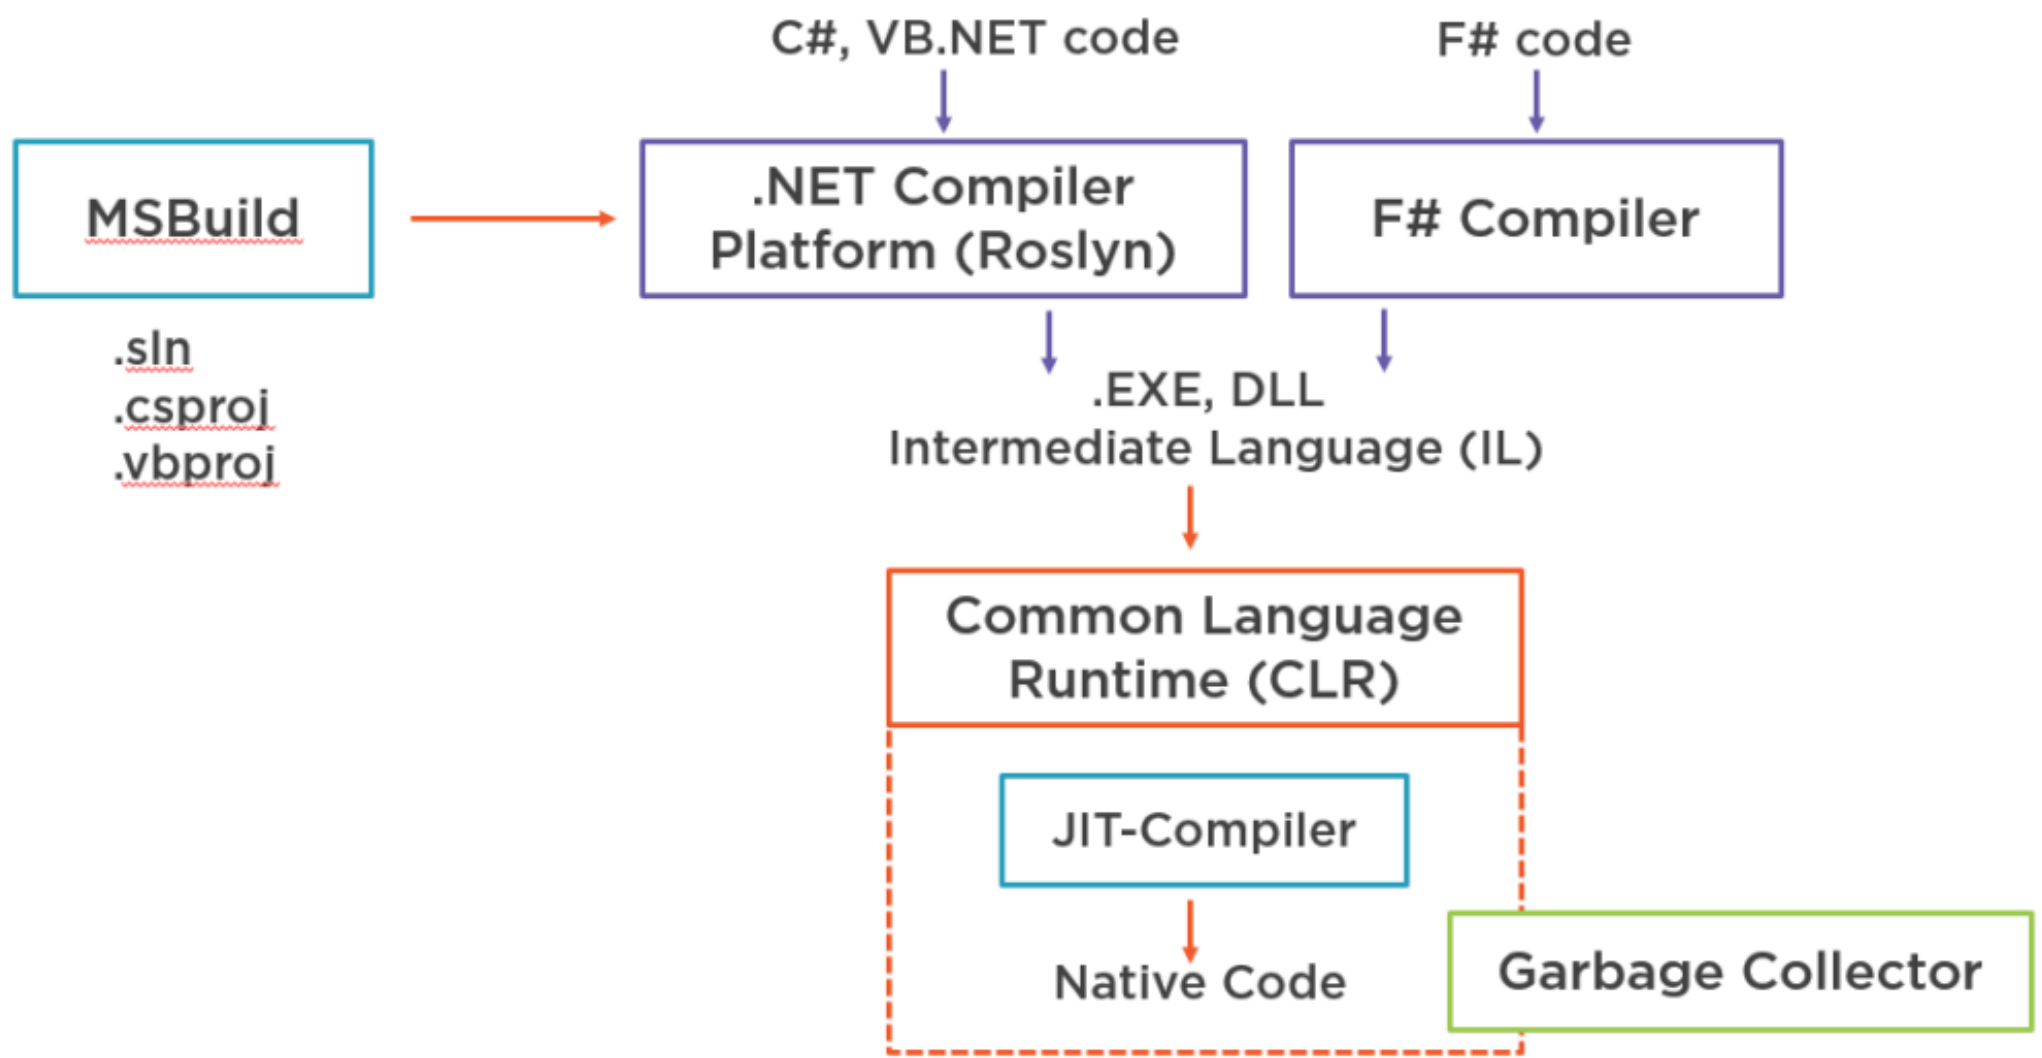 C#, VB.NET code
F# code
MSBuild
.NET Compiler
Platform (Roslyn)
F# Compiler
.sln
.csproj
.vbproj
.EXE, DLL
Intermediate Language (IL)
Common Language
Runtime (CLR)
JIT-Compiler
Native Code
Garbage Collector